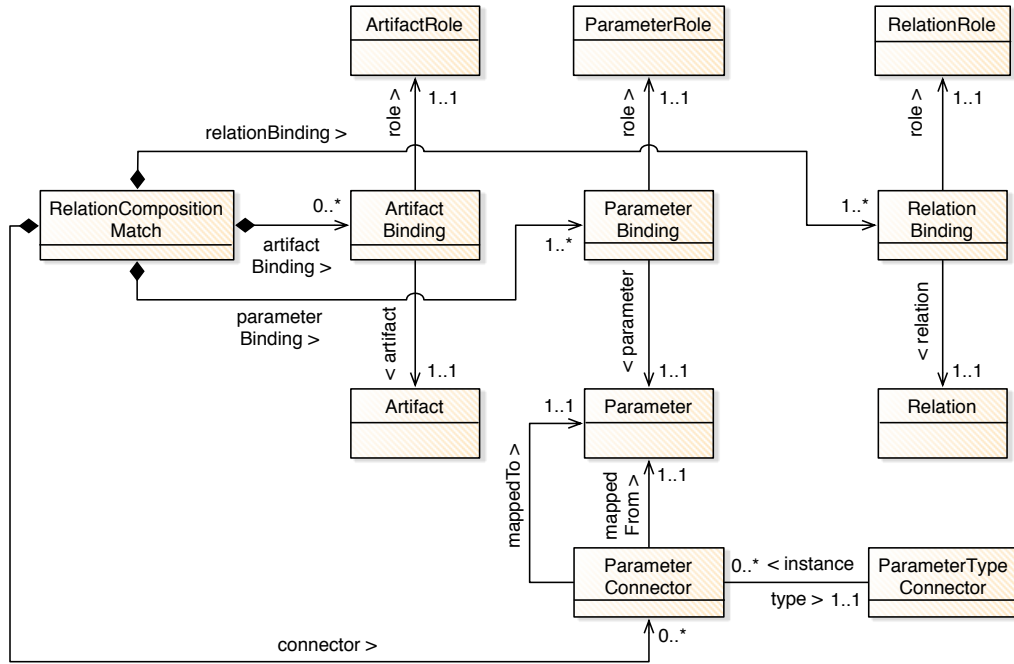 ArtifactRole
ParameterRole
RelationRole
role >
1..1
role >
1..1
role >
1..1
relationBinding >
RelationComposition
Match
0..*
artifact
Binding >
Artifact
Binding
1..*
Parameter
Binding
1..*
Relation
Binding
parameter
Binding >
< artifact
1..1
< parameter
1..1
< relation
1..1
Artifact
1..1
Parameter
Relation
mappedTo >
mapped
From >
1..1
Parameter
Connector
0..*
< instance
type >
1..1
ParameterType
Connector
connector >
0..*